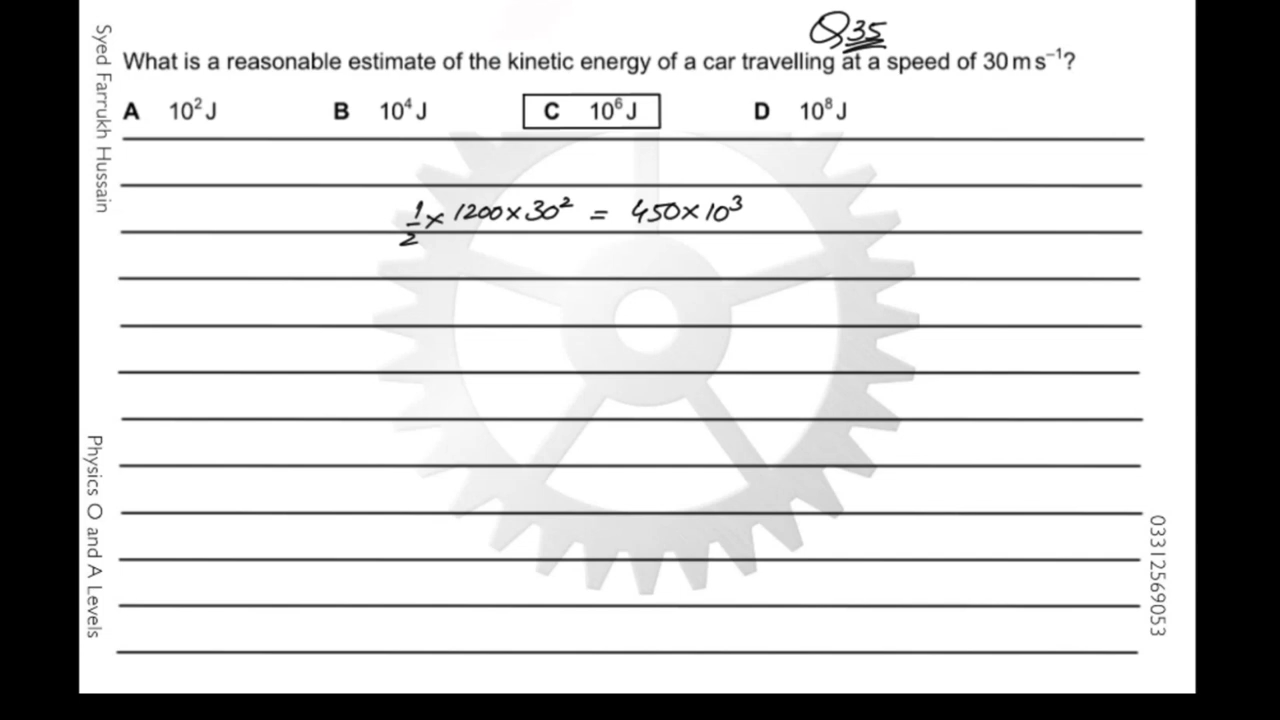 Q35
What is a reasonable estimate of the kinetic energy of a car travelling at a speed of 30 m s⁻¹?
A 10² J B 10⁴ J C 10⁶ J D 10⁸ J
½ × 1200 × 30² = 450 × 10³
Syed Farrukh Hussain
Physics O and A Levels
03312569053